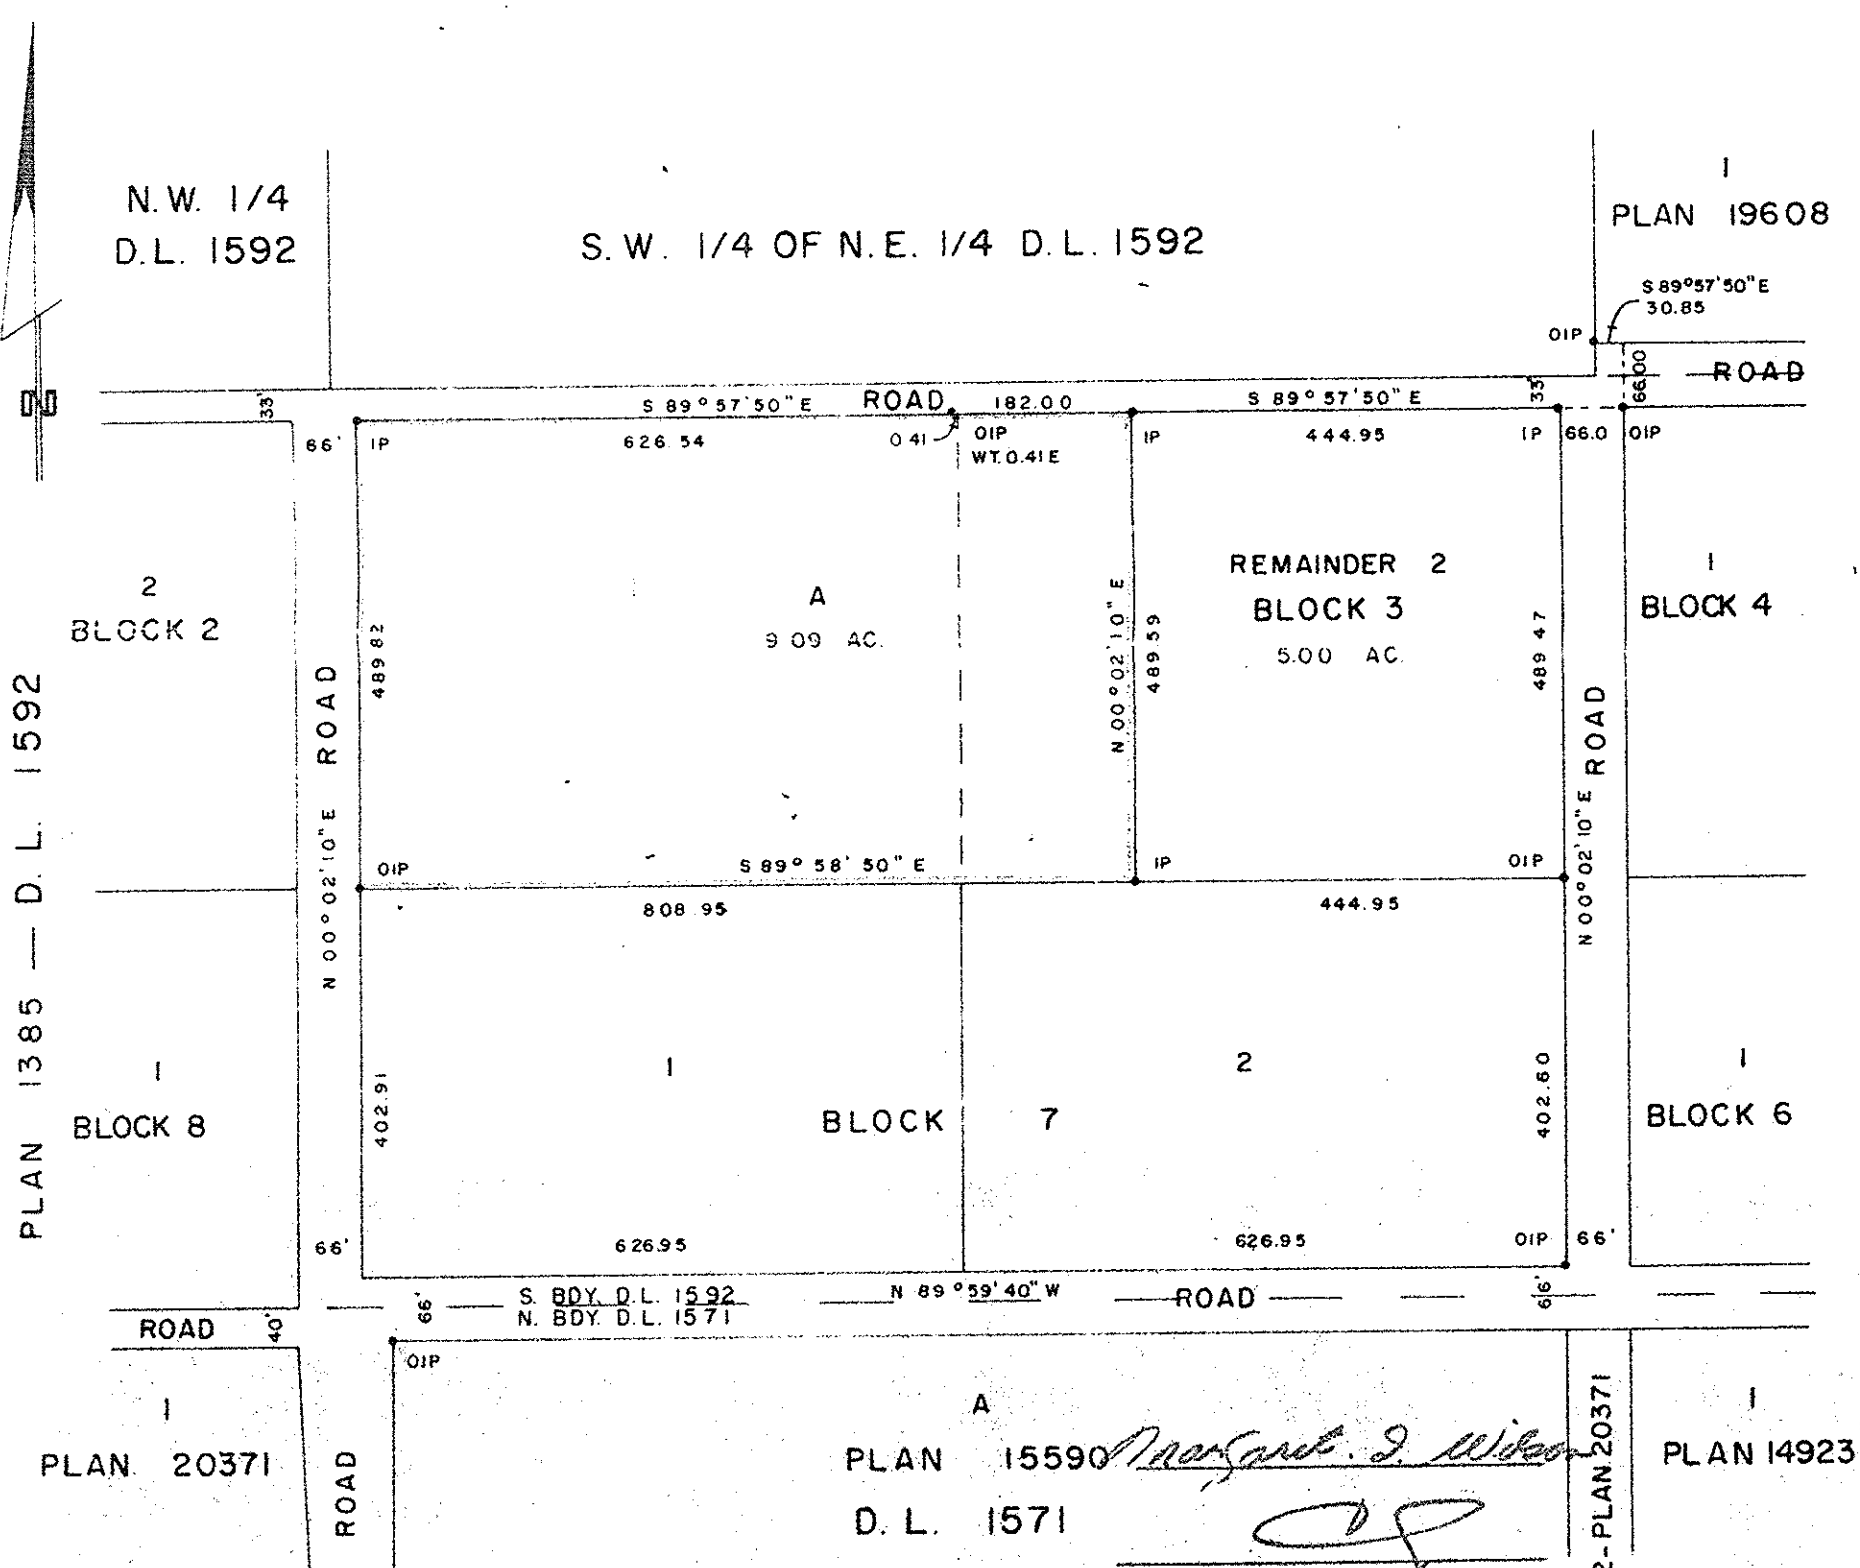 N.W. 1/4
D.L. 1592
S.W. 1/4 OF N.E. 1/4 D.L. 1592
1
PLAN 19608
S 89°57'50" E
30.85
OIP
66.00
ROAD
N
33'
S 89°57'50" E
ROAD
182.00
S 89°57'50" E
33'
66'
IP
626.54
0.41
OIP
WT. 0.41 E
IP
444.95
IP
66.0
OIP
2
BLOCK 2
A
9.09 AC.
REMAINDER 2
BLOCK 3
5.00 AC.
1
BLOCK 4
489.82
N 00°02'10" E
489.59
489.47
ROAD
N 00°02'10" E
ROAD
N 00°02'10" E
PLAN 1385 — D.L. 1592
OIP
S 89°58'50" E
IP
OIP
808.95
444.95
1
BLOCK 8
402.91
1
BLOCK 7
2
402.80
1
BLOCK 6
66'
626.95
626.95
OIP
66'
66'
S. BDY. D.L. 1592
N. BDY. D.L. 1571
N 89°59'40" W
ROAD
66'
ROAD
40'
OIP
1
PLAN 20371
ROAD
A
PLAN 15590
D.L. 1571
Margaret. I. Wilson
2-PLAN 20371
1
PLAN 14923